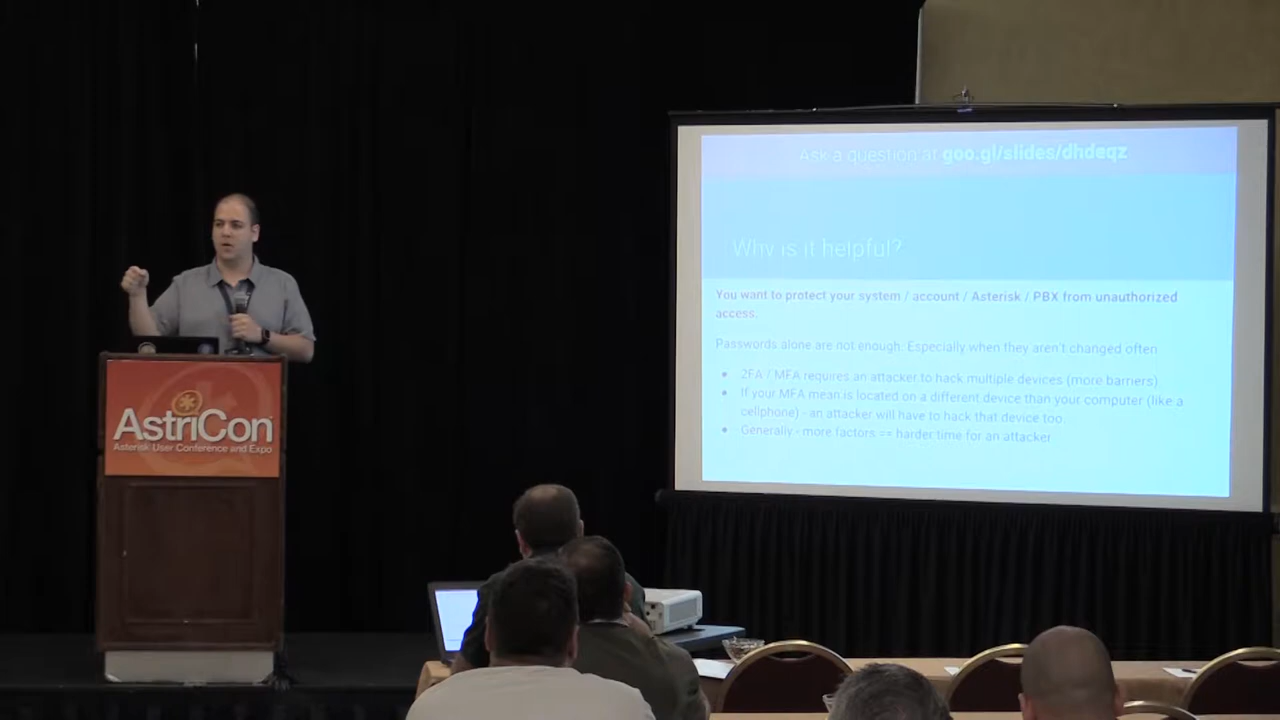 Ask a question at goo.gl/slides/dhdeqz
Why is it helpful?
You want to protect your system / account / Asterisk / PBX from unauthorized
access.
Passwords alone are not enough. Especially when they aren't changed often
2FA / MFA requires an attacker to hack multiple devices (more barriers)
If your MFA mean is located on a different device than your computer (like a
cellphone) - an attacker will have to hack that device too.
Generally - more factors == harder time for an attacker
AstriCon
Asterisk User Conference and Expo